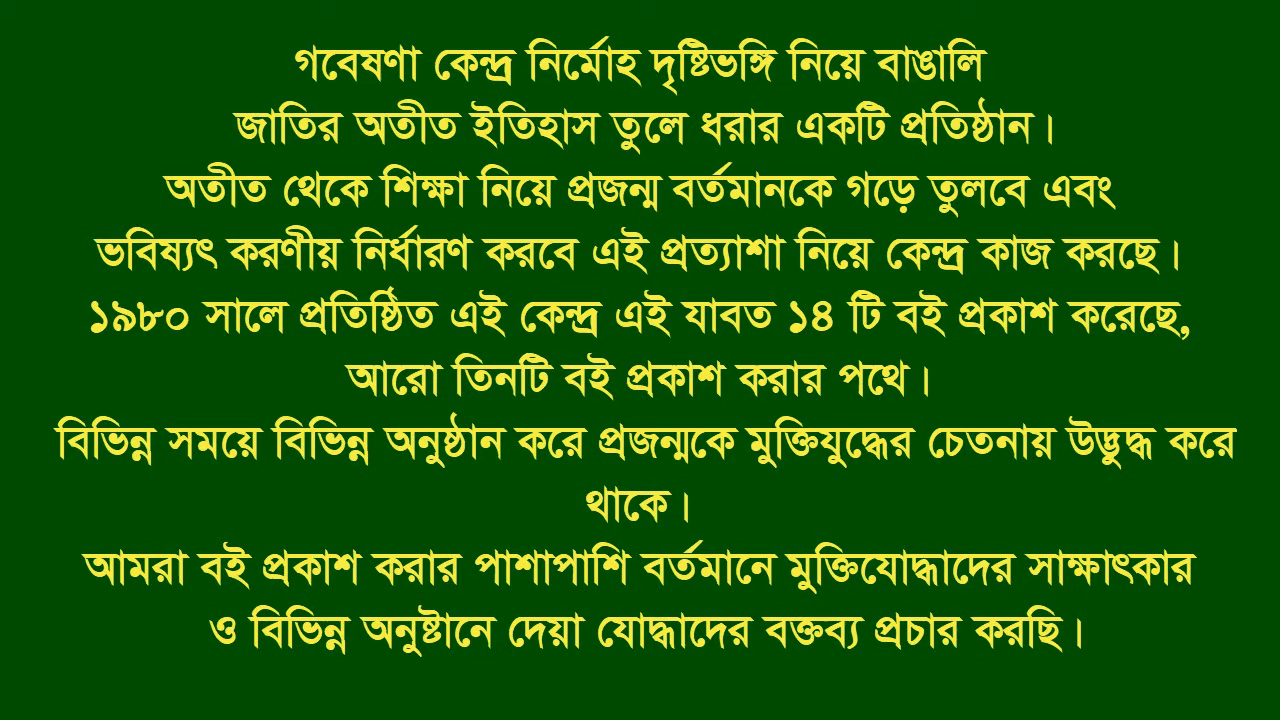 গবেষণা কেন্দ্র নির্মোহ দৃষ্টিভঙ্গি নিয়ে বাঙালি
জাতির অতীত ইতিহাস তুলে ধরার একটি প্রতিষ্ঠান।
অতীত থেকে শিক্ষা নিয়ে প্রজন্ম বর্তমানকে গড়ে তুলবে এবং
ভবিষ্যৎ করণীয় নির্ধারণ করবে এই প্রত্যাশা নিয়ে কেন্দ্র কাজ করছে।
১৯৮০ সালে প্রতিষ্ঠিত এই কেন্দ্র এই যাবত ১৪ টি বই প্রকাশ করেছে,
আরো তিনটি বই প্রকাশ করার পথে।
বিভিন্ন সময়ে বিভিন্ন অনুষ্ঠান করে প্রজন্মকে মুক্তিযুদ্ধের চেতনায় উদ্ভুদ্ধ করে
থাকে।
আমরা বই প্রকাশ করার পাশাপাশি বর্তমানে মুক্তিযোদ্ধাদের সাক্ষাৎকার
ও বিভিন্ন অনুষ্টানে দেয়া যোদ্ধাদের বক্তব্য প্রচার করছি।